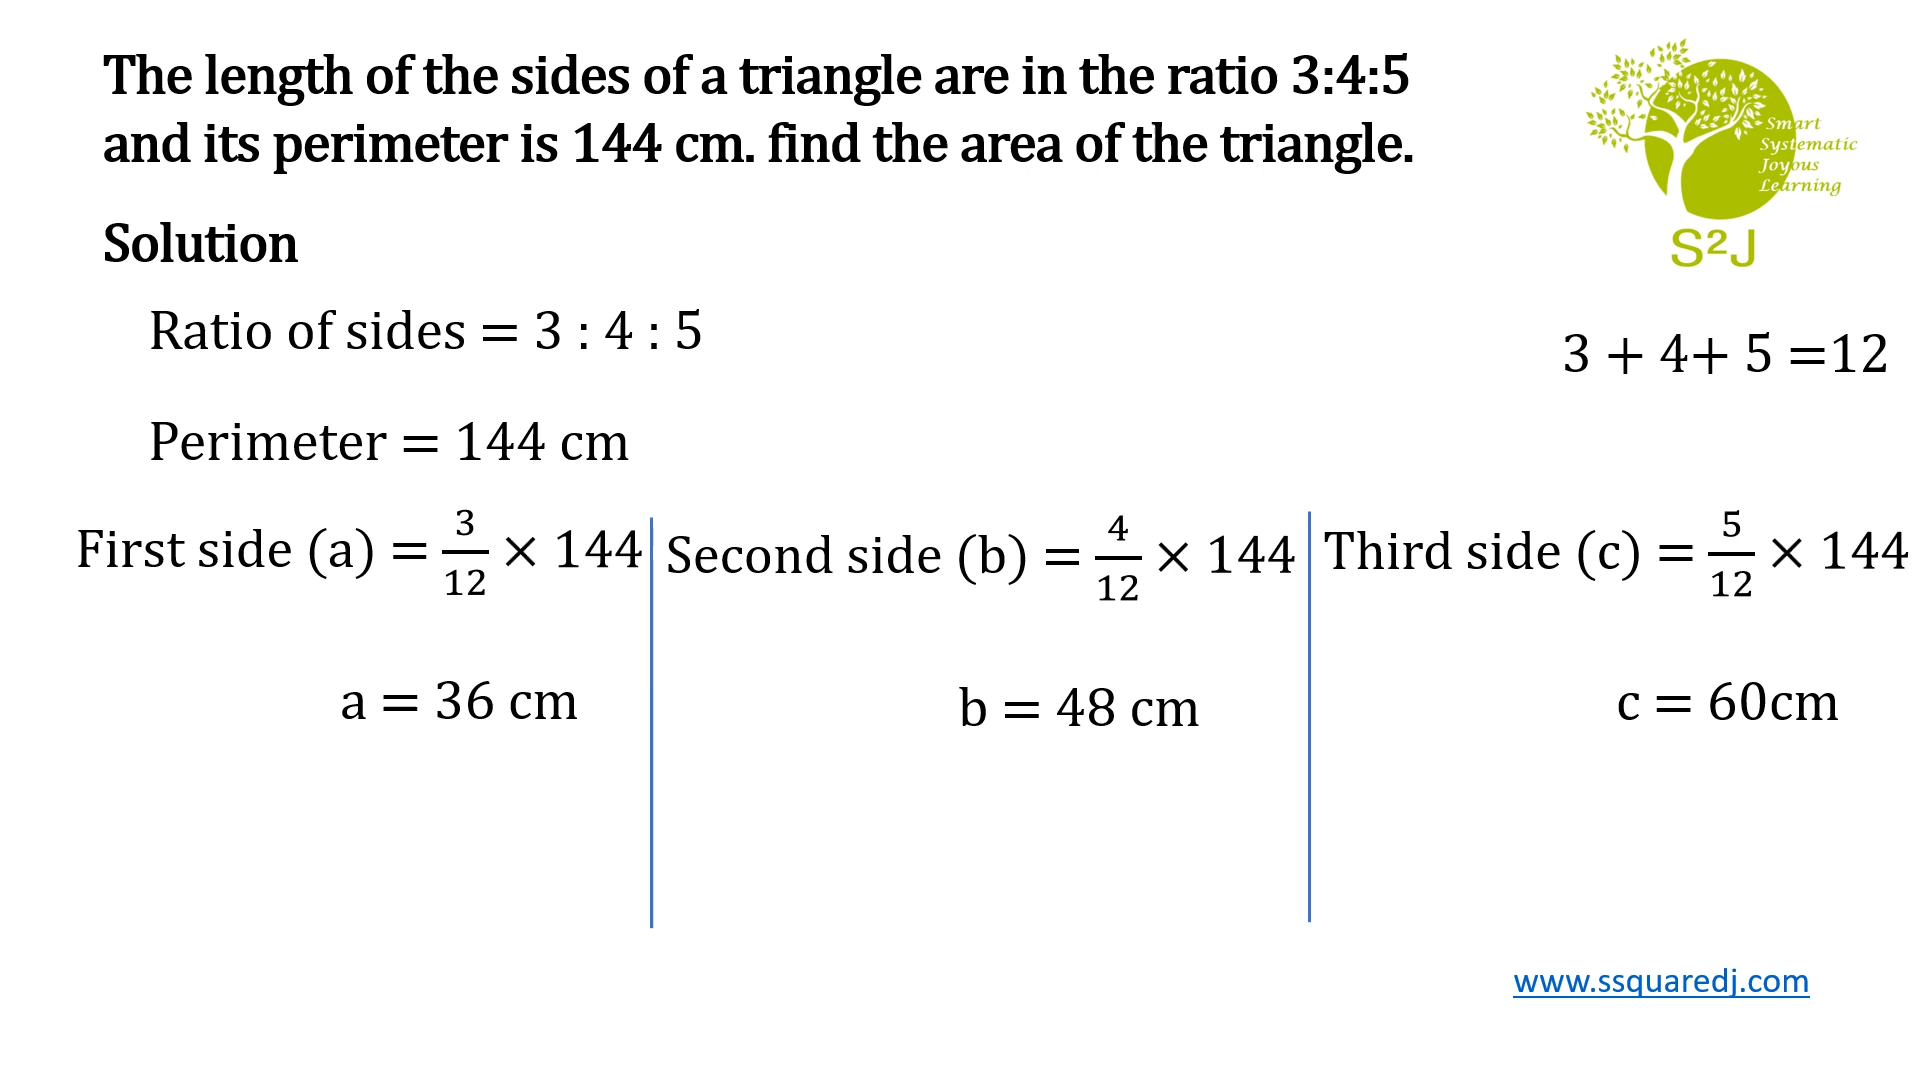 The length of the sides of a triangle are in the ratio 3:4:5
and its perimeter is 144 cm. find the area of the triangle.
Smart
Systematic
Joyous
Learning
S²J
Solution
Ratio of sides = 3 : 4 : 5
3 + 4+ 5 =12
Perimeter = 144 cm
First side (a) = 3/12 × 144
Second side (b) = 4/12 × 144
Third side (c) = 5/12 × 144
a = 36 cm
b = 48 cm
c = 60cm
www.ssquaredj.com